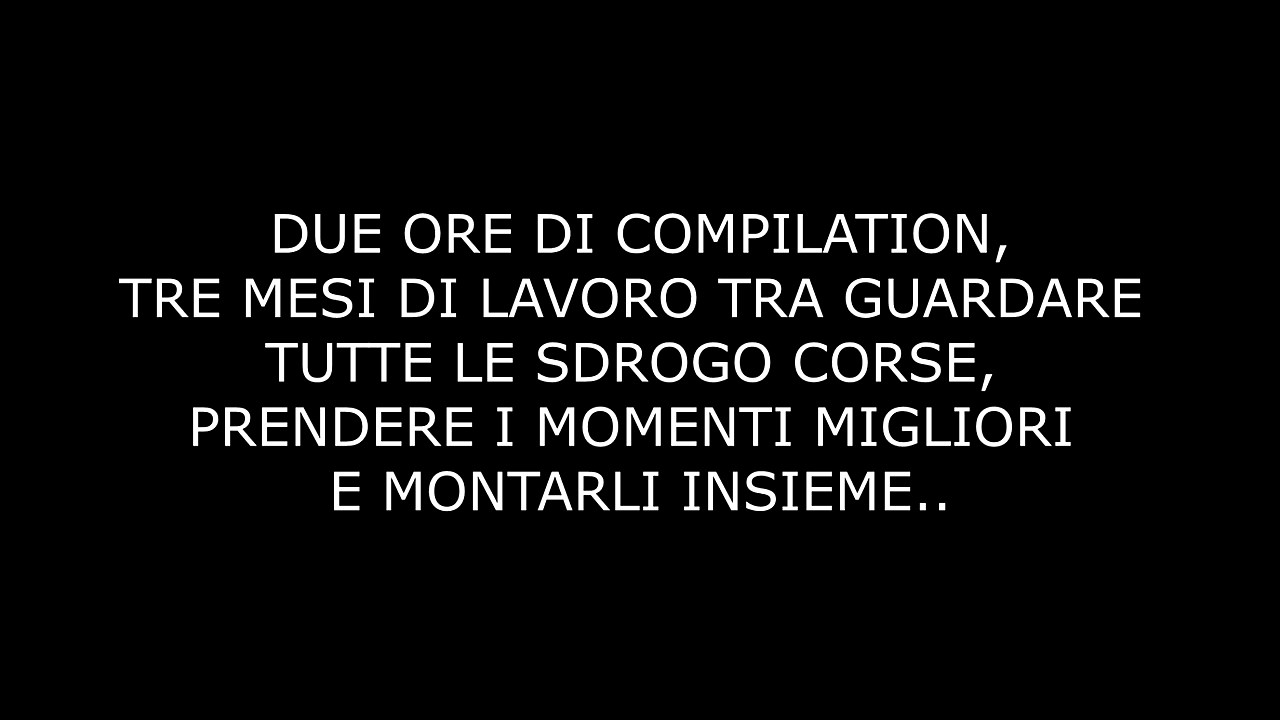 DUE ORE DI COMPILATION,
TRE MESI DI LAVORO TRA GUARDARE
TUTTE LE SDROGO CORSE,
PRENDERE I MOMENTI MIGLIORI
E MONTARLI INSIEME..